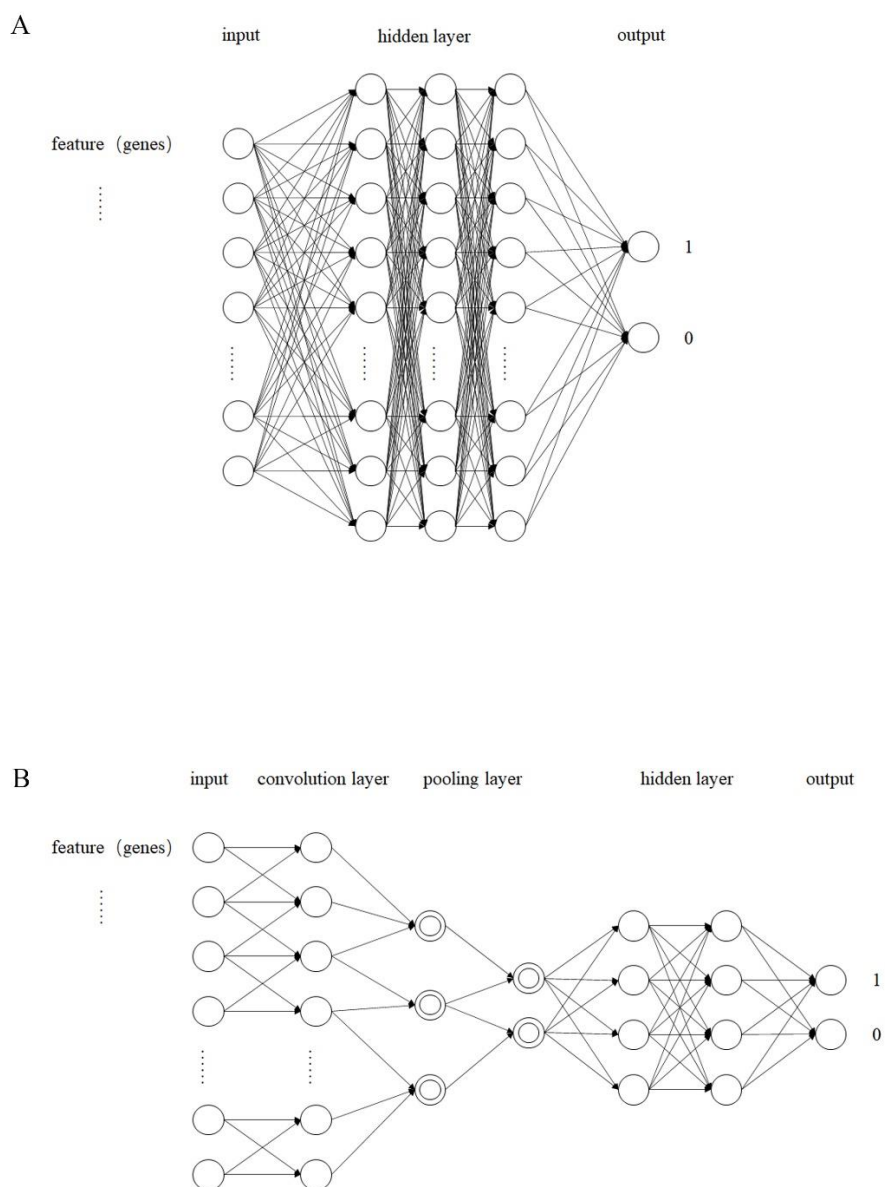 A
input hidden layer output
feature（genes）
......
...... ...... ...... ......
1
0
B
input convolution layer pooling layer hidden layer output
feature（genes）
......
1
0
...... ......